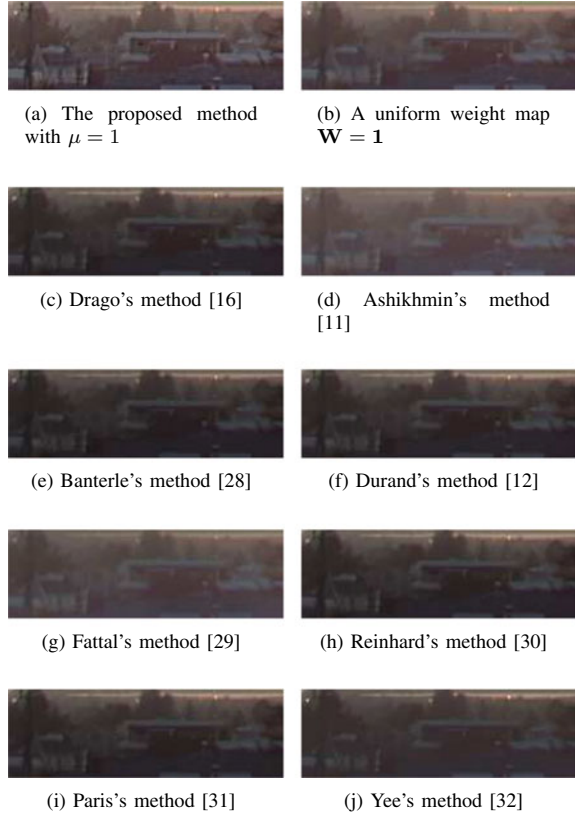 (a) The proposed method
with μ = 1
(b) A uniform weight map
W = 1
(c) Drago's method [16]
(d) Ashikhmin's method
[11]
(e) Banterle's method [28]
(f) Durand's method [12]
(g) Fattal's method [29]
(h) Reinhard's method [30]
(i) Paris's method [31]
(j) Yee's method [32]